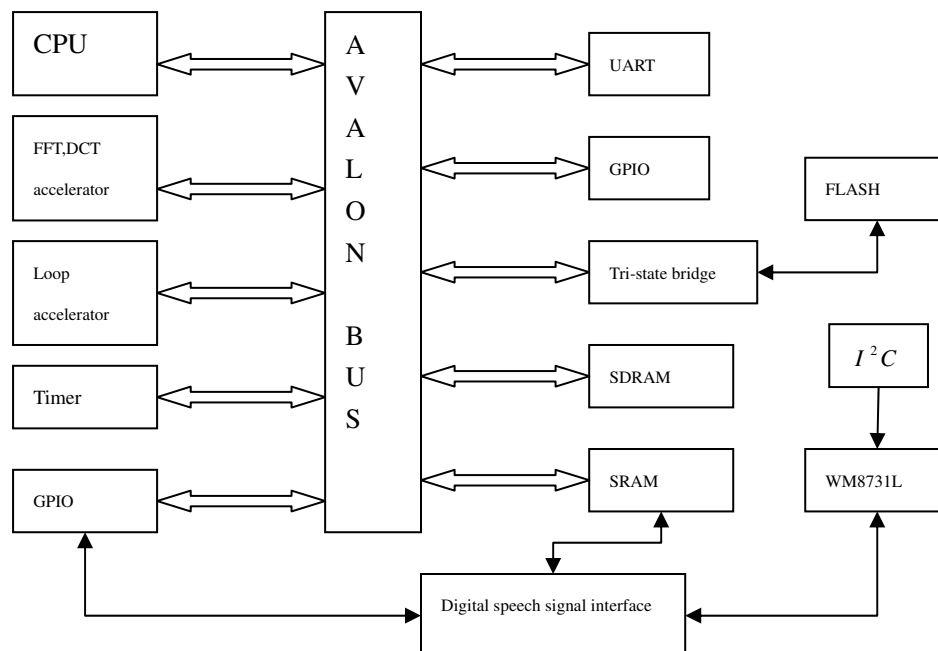 CPU
FFT,DCT
accelerator
Loop
accelerator
Timer
GPIO
A
V
A
L
O
N
B
U
S
UART
GPIO
Tri-state bridge
SDRAM
SRAM
FLASH
I²C
WM8731L
Digital speech signal interface